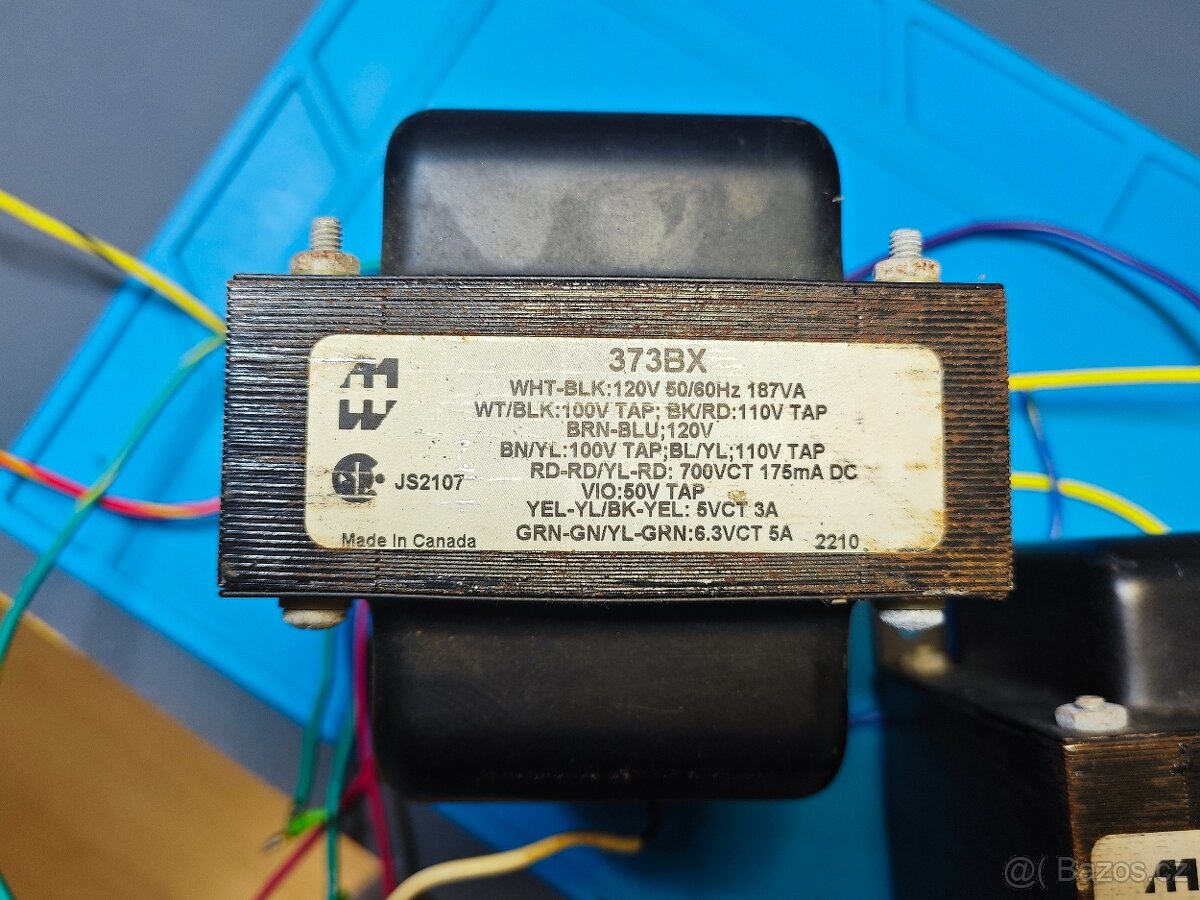 373BX
WHT-BLK:120V 50/60Hz 187VA
WT/BLK:100V TAP; BK/RD:110V TAP
BRN-BLU;120V
BN/YL:100V TAP;BL/YL;110V TAP
JS2107
RD-RD/YL-RD: 700VCT 175mA DC
VIO:50V TAP
YEL-YL/BK-YEL: 5VCT 3A
GRN-GN/YL-GRN:6.3VCT 5A
Made In Canada
2210
@( Bazos.cz